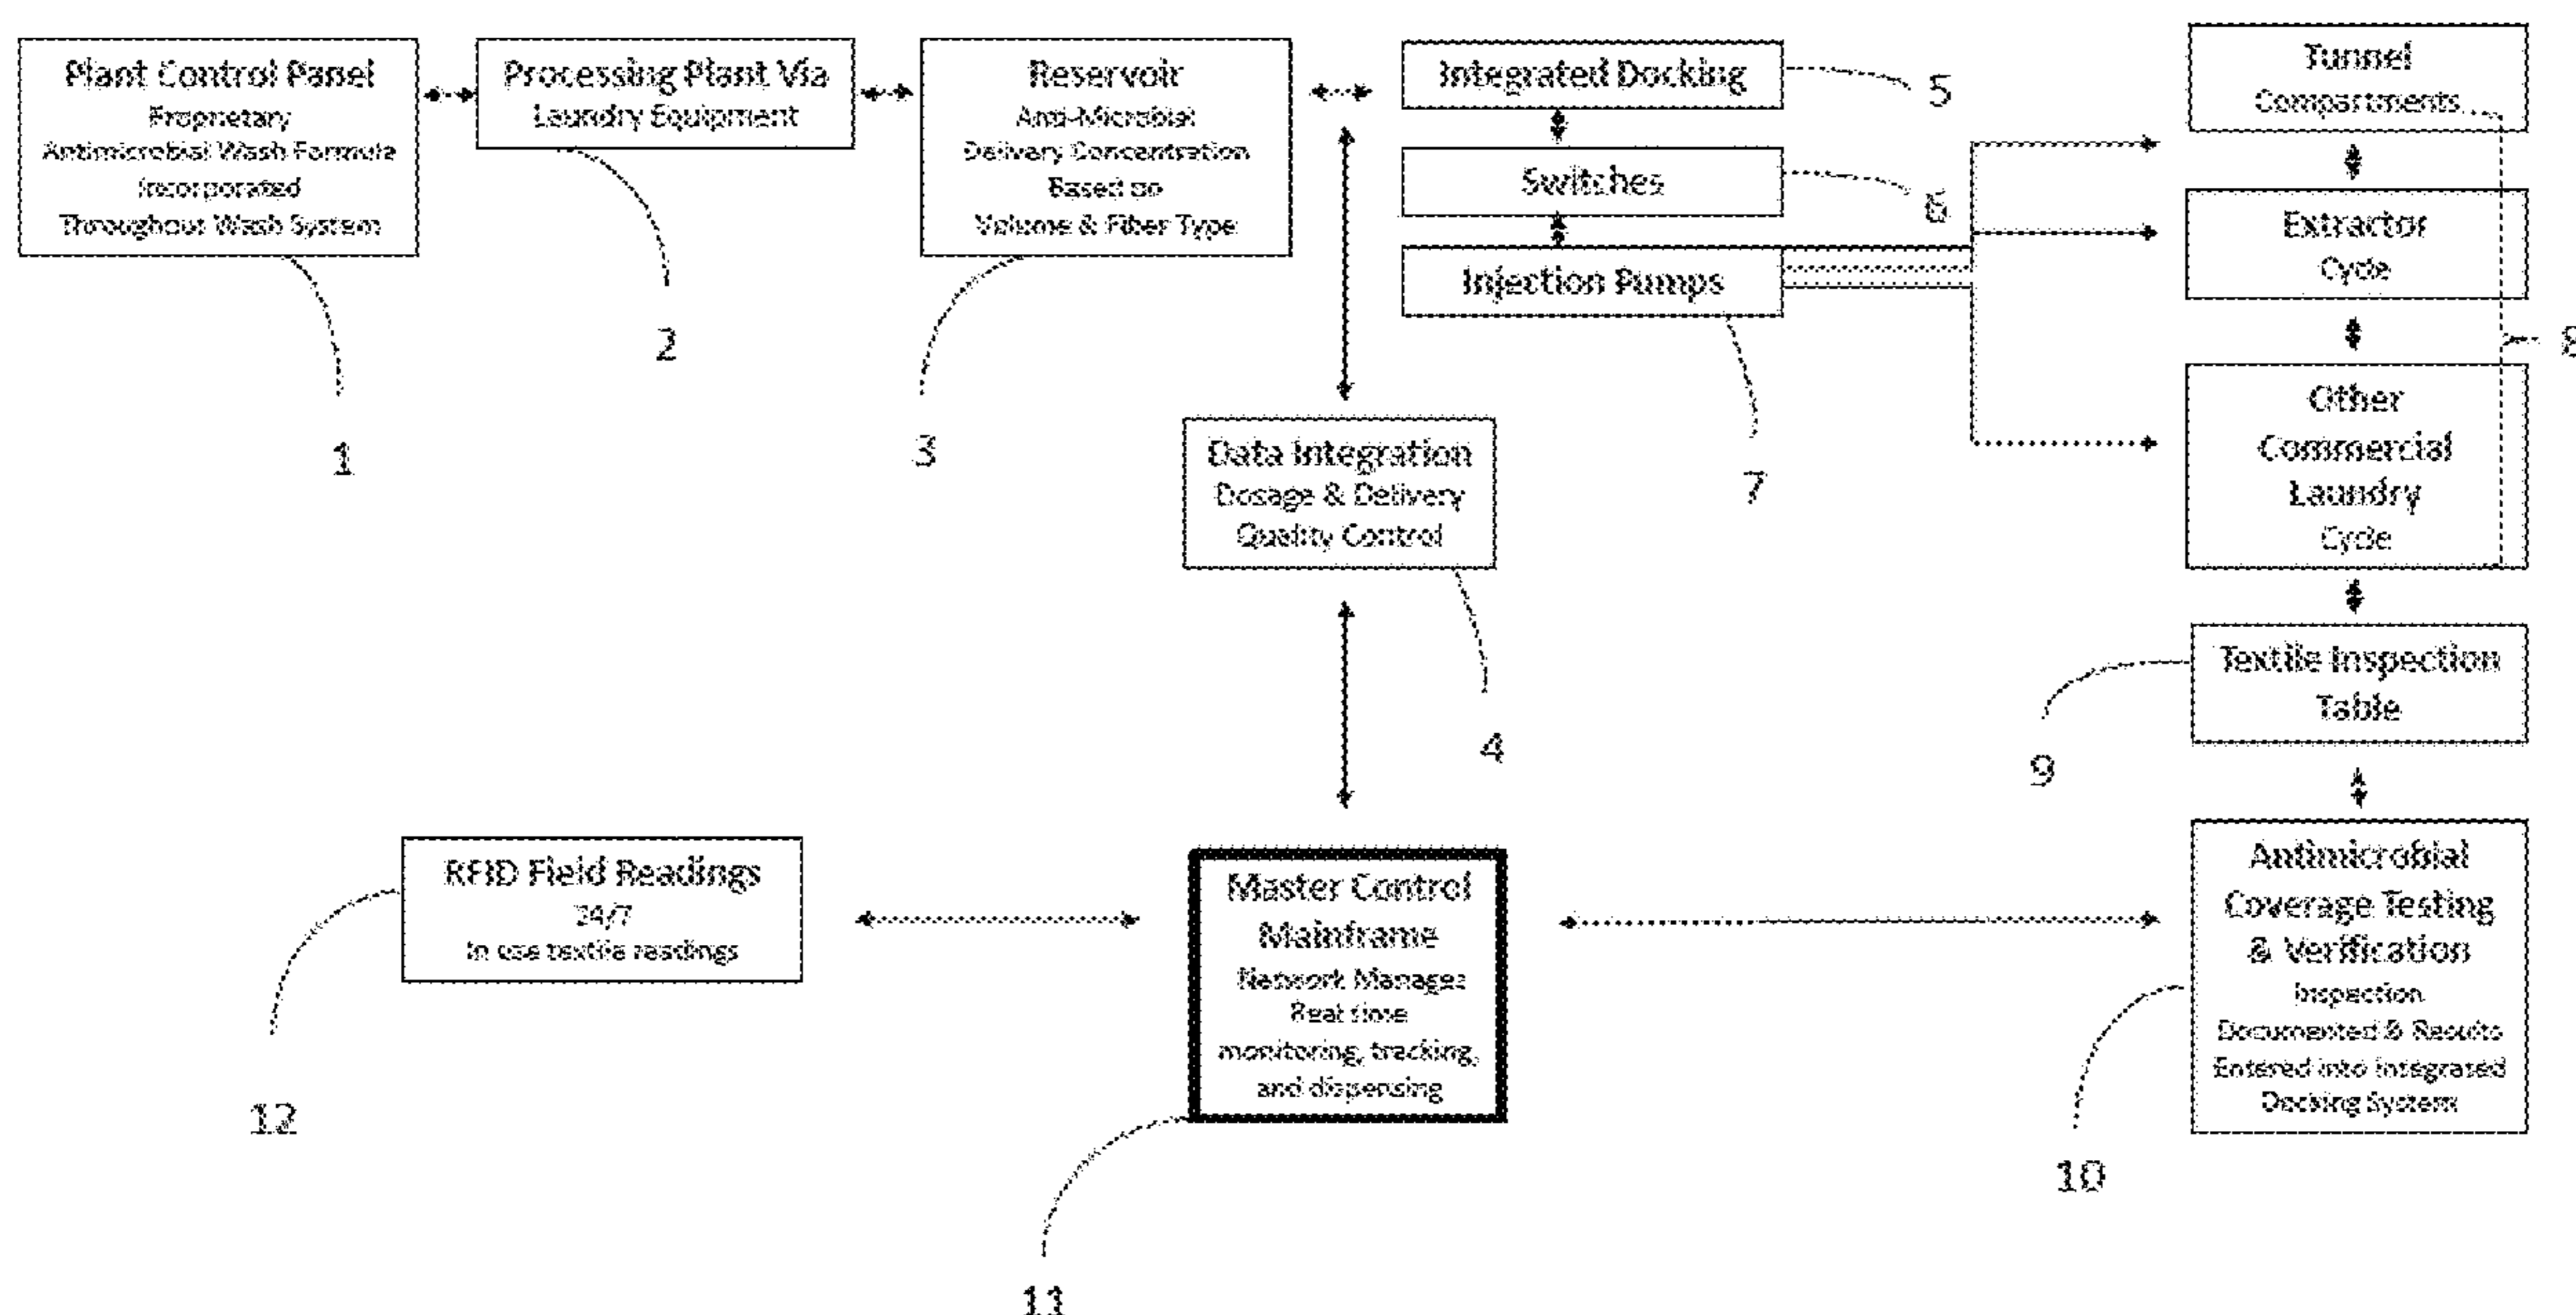 Plant Control Panel
Proprietary
Antimicrobial Wash Formula
Incorporated
Throughout Wash System
1
Processing Plant Via
Laundry Equipment
2
Reservoir
Anti-Microbial
Delivery Concentration
Based on
Volume & Fiber Type
3
Integrated Docking
5
Switches
6
Injection Pumps
7
Tunnel
Compartments
Extractor
Cycle
8
Other
Commercial
Laundry
Cycle
Data Integration
Dosage & Delivery
Quality Control
4
Textile Inspection
Table
9
RFID Field Readings
24/7
In use textile readings
12
Master Control
Mainframe
Network Manager
Real time
monitoring, tracking,
and dispensing
11
Antimicrobial
Coverage Testing
& Verification
Inspection
Documented & Results
Entered into Integrated
Docking System
10